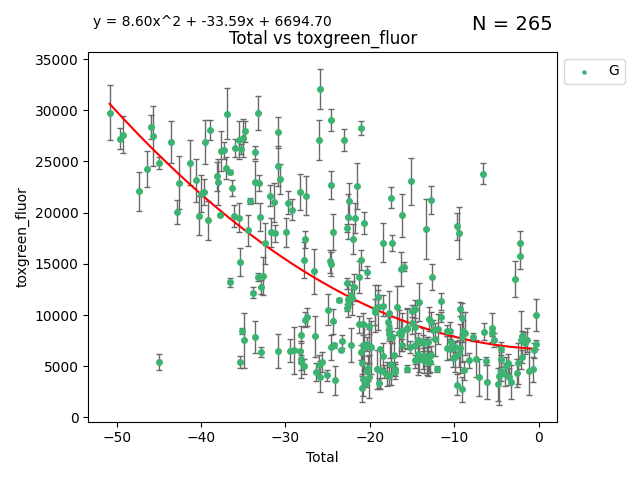 y = 8.60x^2 + -33.59x + 6694.70
N = 265
Total vs toxgreen_fluor
G
35000
30000
25000
20000
15000
10000
5000
0
toxgreen_fluor
−50 −40 −30 −20 −10 0
Total